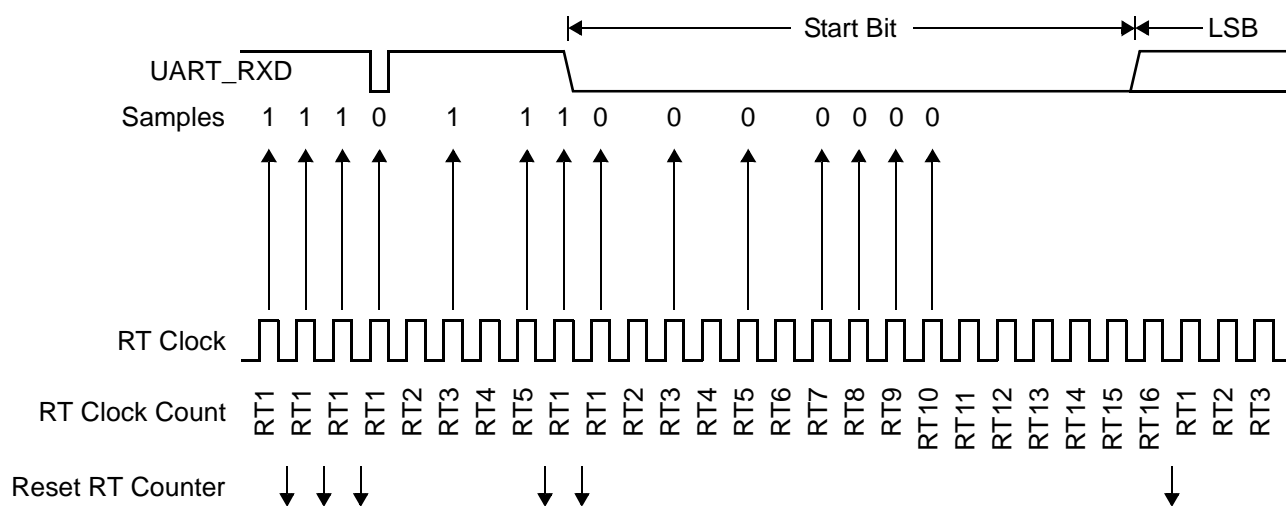 Start Bit LSB
UART_RXD
Samples 1 1 1 0 1 1 1 0 0 0 0 0 0 0
RT Clock
RT Clock Count RT1 RT1 RT1 RT1 RT2 RT3 RT4 RT5 RT1 RT1 RT2 RT3 RT4 RT5 RT6 RT7 RT8 RT9 RT10 RT11 RT12 RT13 RT14 RT15 RT16 RT1 RT2 RT3
Reset RT Counter